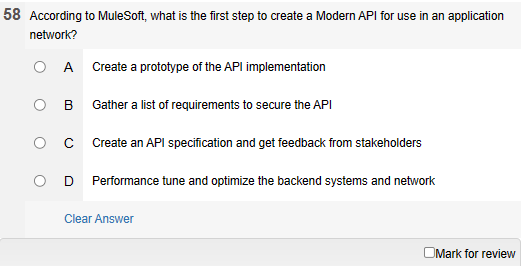 58 According to MuleSoft, what is the first step to create a Modern API for use in an application
network?
A Create a prototype of the API implementation
B Gather a list of requirements to secure the API
C Create an API specification and get feedback from stakeholders
D Performance tune and optimize the backend systems and network
Clear Answer
Mark for review